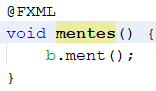 @FXML
void mentes() {
b.ment();
}